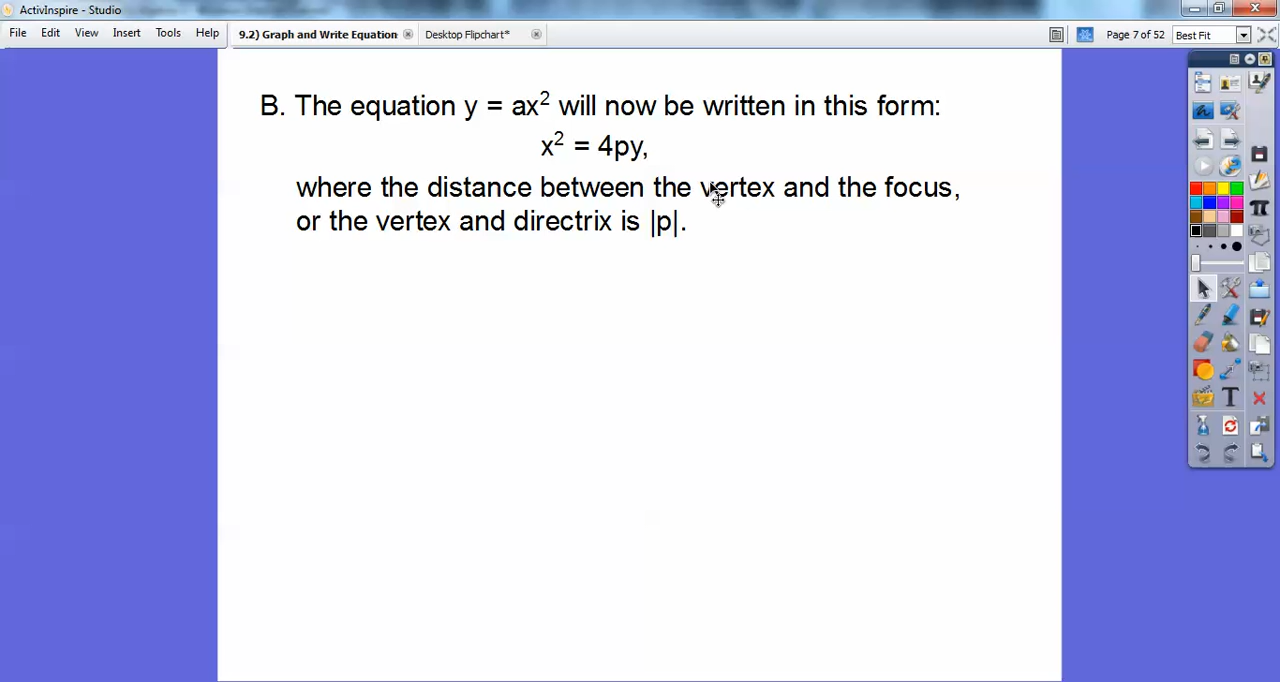 ActivInspire - Studio
File Edit View Insert Tools Help
9.2) Graph and Write Equation
Desktop Flipchart*
Page 7 of 52
Best Fit
B. The equation y = ax² will now be written in this form:
x² = 4py,
where the distance between the vertex and the focus,
or the vertex and directrix is |p|.